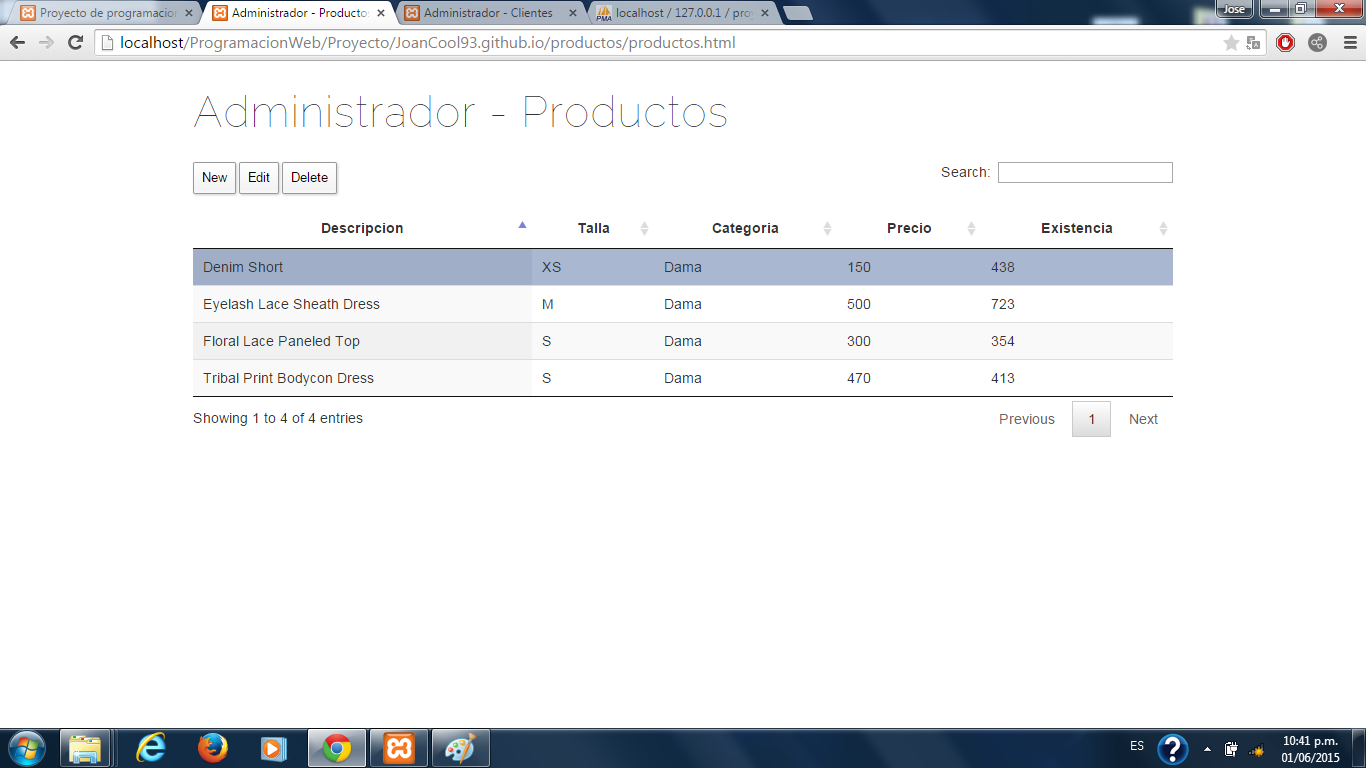 Proyecto de programacion
Administrador - Productos
Administrador - Clientes
localhost / 127.0.0.1 / pro
Jose
localhost/ProgramacionWeb/Proyecto/JoanCool93.github.io/productos/productos.html
Administrador - Productos
New Edit Delete
Search:
Descripcion Talla Categoria Precio Existencia
Denim Short XS Dama 150 438
Eyelash Lace Sheath Dress M Dama 500 723
Floral Lace Paneled Top S Dama 300 354
Tribal Print Bodycon Dress S Dama 470 413
Showing 1 to 4 of 4 entries
Previous 1 Next
ES
10:41 p.m.
01/06/2015